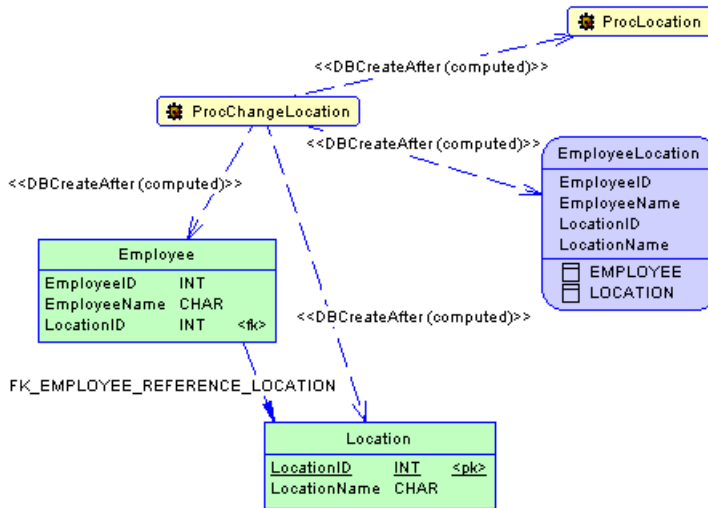 ProcLocation
<<DBCreateAfter (computed)>>
ProcChangeLocation
<<DBCreateAfter (computed)>>
EmployeeLocation
EmployeeID
EmployeeName
LocationID
LocationName
EMPLOYEE
LOCATION
<<DBCreateAfter (computed)>>
Employee
EmployeeID INT
EmployeeName CHAR
LocationID INT <fk>
<<DBCreateAfter (computed)>>
FK_EMPLOYEE_REFERENCE_LOCATION
Location
LocationID INT <pk>
LocationName CHAR